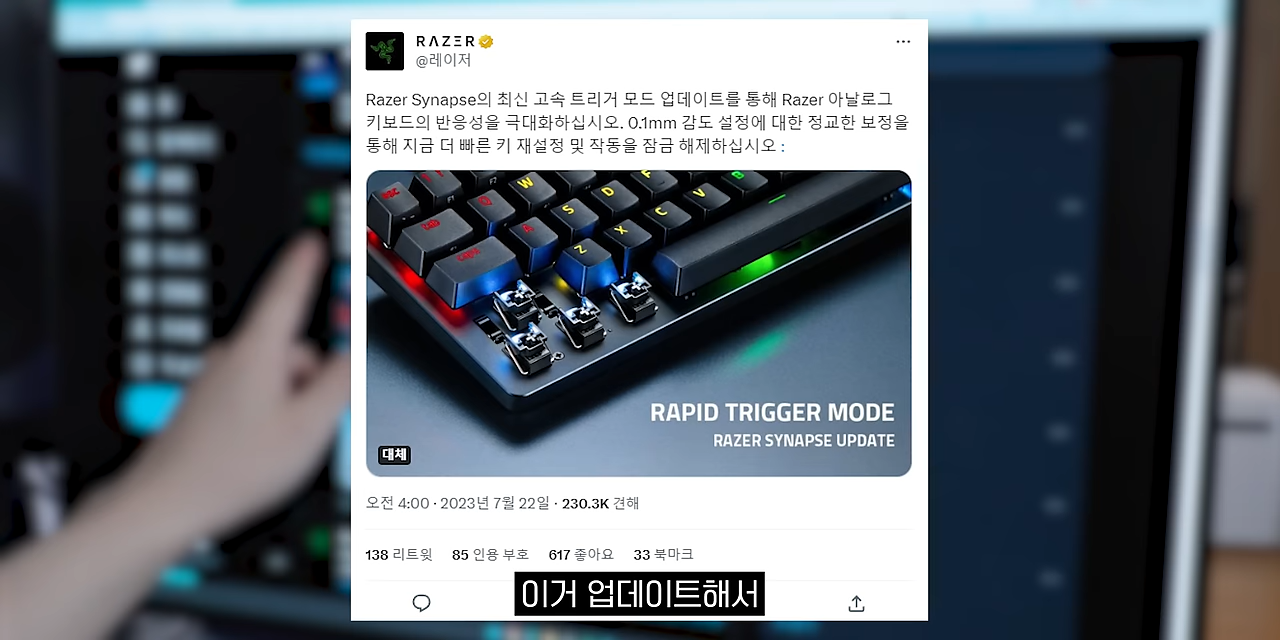 RAZER
@레이저
Razer Synapse의 최신 고속 트리거 모드 업데이트를 통해 Razer 아날로그
키보드의 반응성을 극대화하십시오. 0.1mm 감도 설정에 대한 정교한 보정을
통해 지금 더 빠른 키 재설정 및 작동을 잠금 해제하십시오 :
esc
F1
F2
tab
Q
W
caps
A
S
D
F
Z
X
C
V
B
RAPID TRIGGER MODE
RAZER SYNAPSE UPDATE
대체
오전 4:00 · 2023년 7월 22일 · 230.3K 견해
138 리트윗 85 인용 부호 617 좋아요 33 북마크
이거 업데이트해서